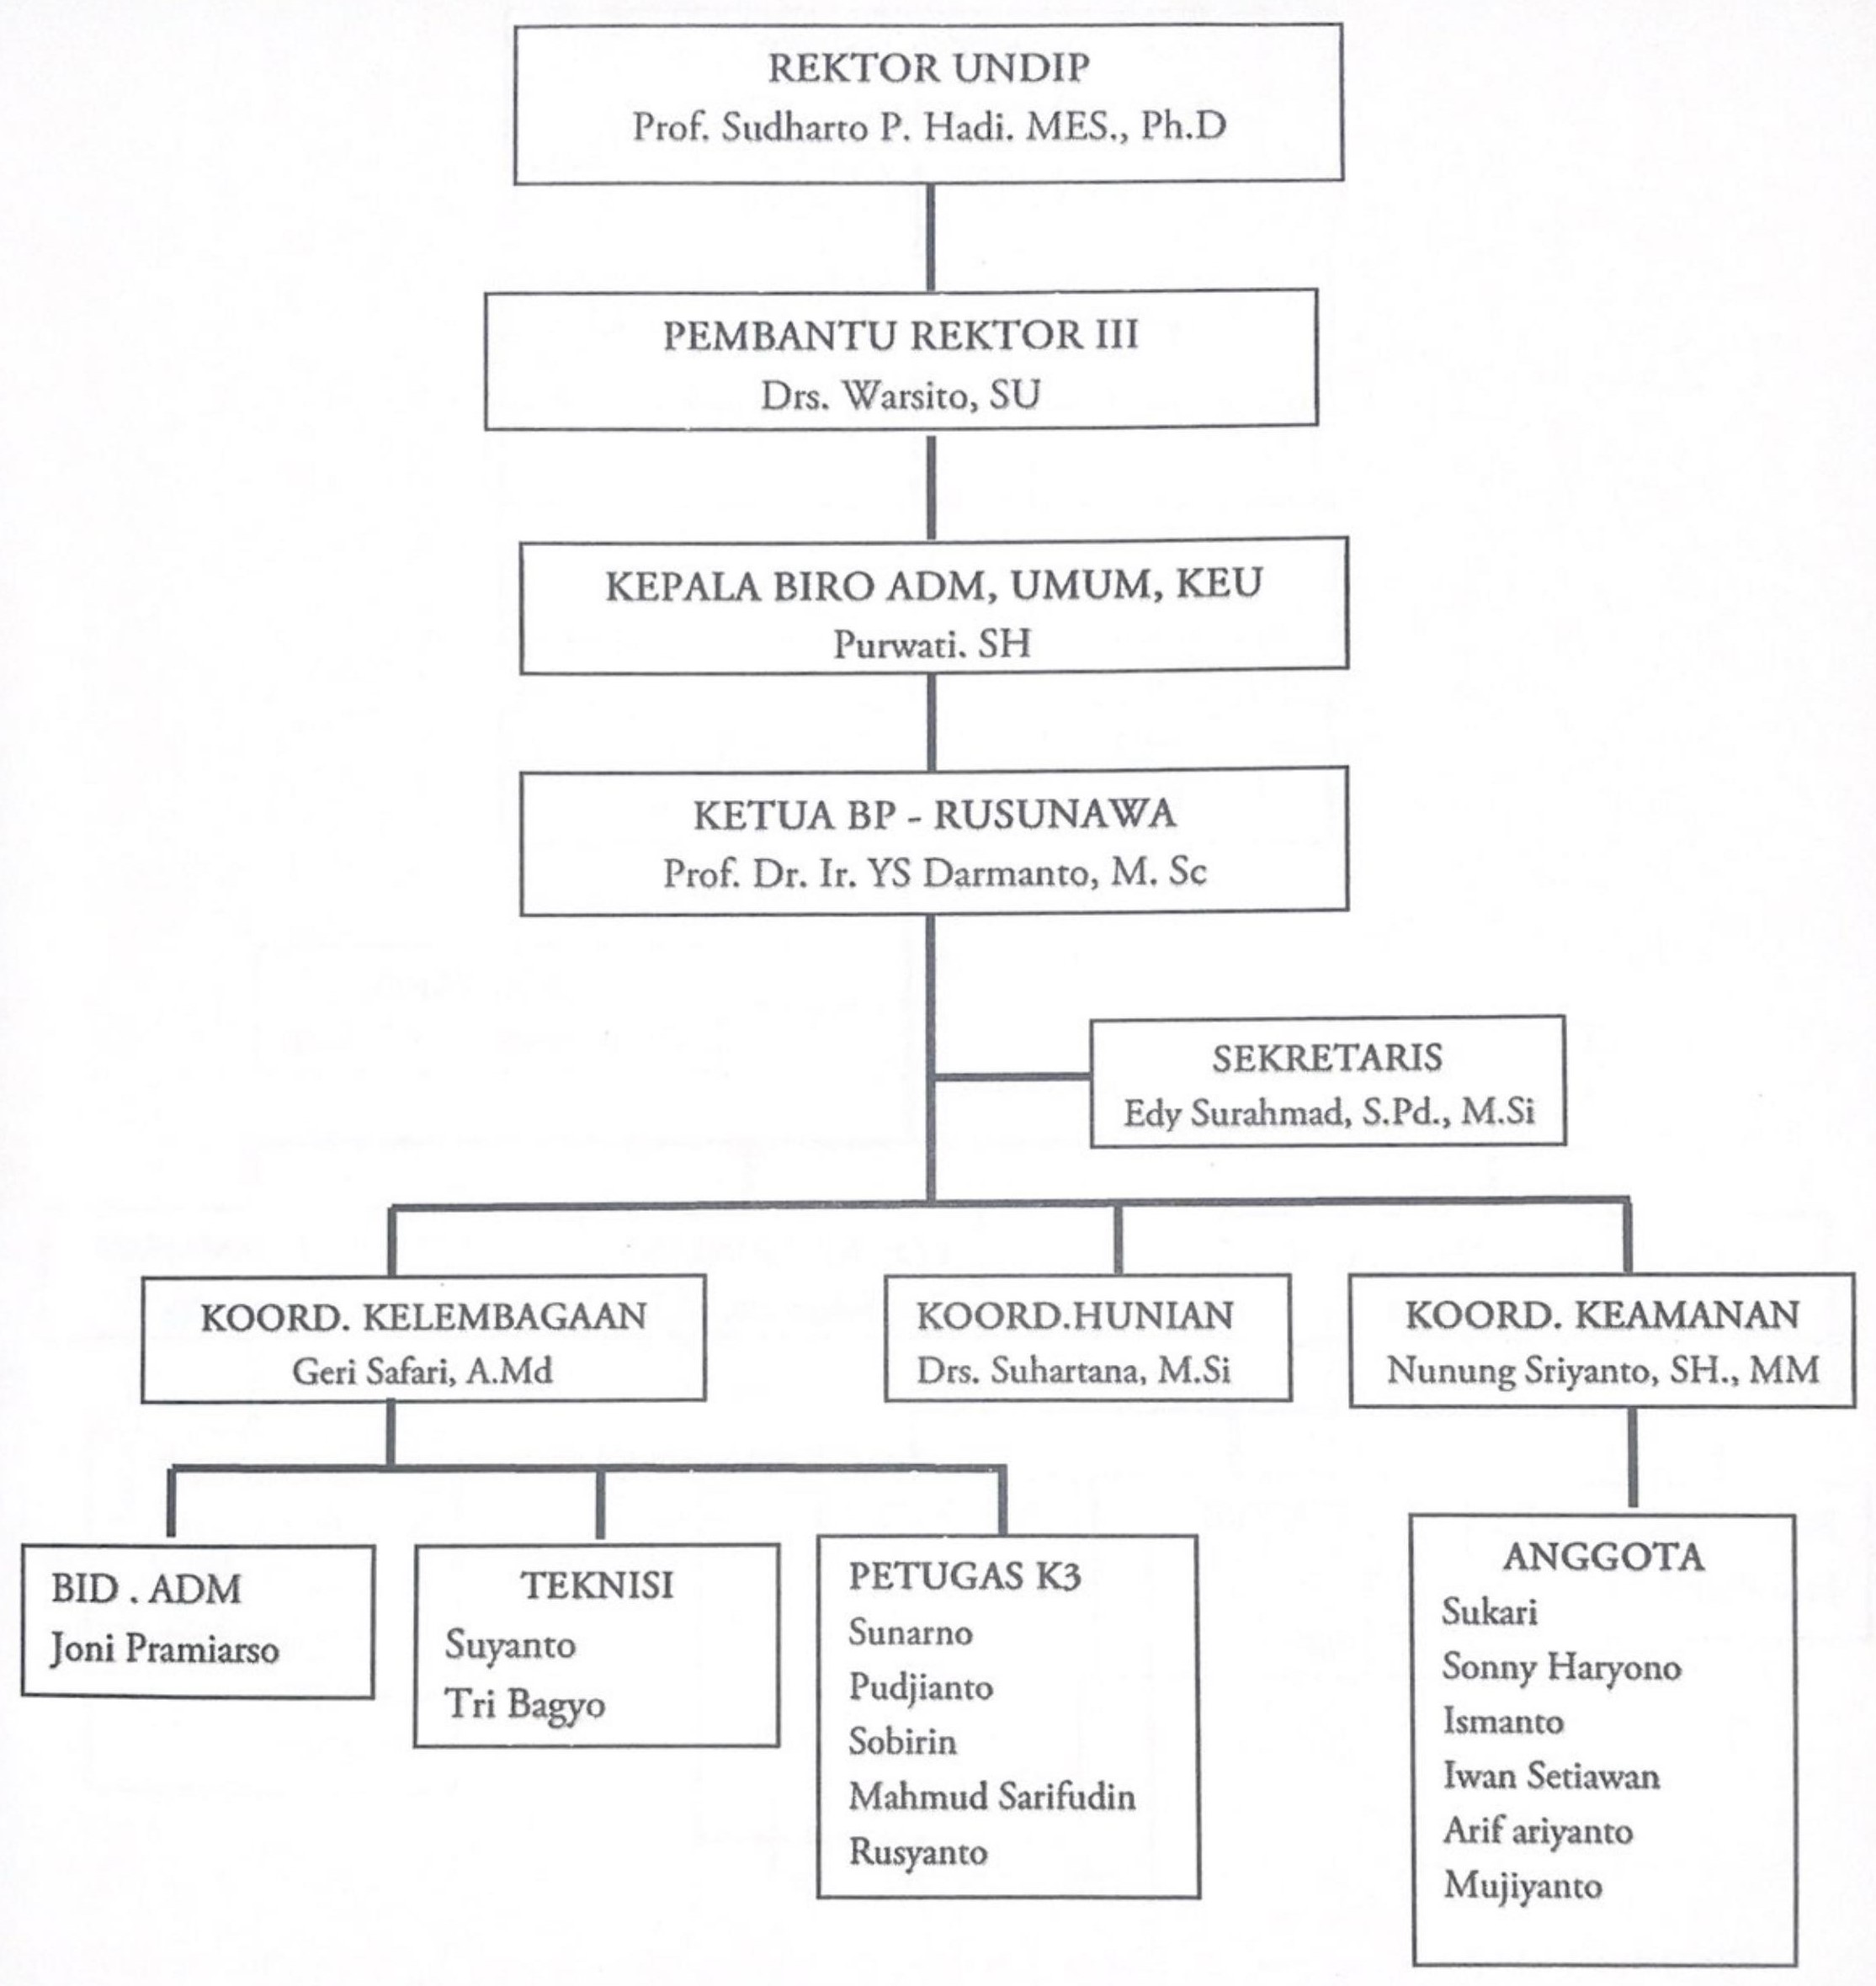 REKTOR UNDIP
Prof. Sudharto P. Hadi. MES., Ph.D
PEMBANTU REKTOR III
Drs. Warsito, SU
KEPALA BIRO ADM, UMUM, KEU
Purwati. SH
KETUA BP - RUSUNAWA
Prof. Dr. Ir. YS Darmanto, M. Sc
SEKRETARIS
Edy Surahmad, S.Pd., M.Si
KOORD. KELEMBAGAAN
Geri Safari, A.Md
KOORD.HUNIAN
Drs. Suhartana, M.Si
KOORD. KEAMANAN
Nunung Sriyanto, SH., MM
BID . ADM
Joni Pramiarso
TEKNISI
Suyanto
Tri Bagyo
PETUGAS K3
Sunarno
Pudjianto
Sobirin
Mahmud Sarifudin
Rusyanto
ANGGOTA
Sukari
Sonny Haryono
Ismanto
Iwan Setiawan
Arif ariyanto
Mujiyanto